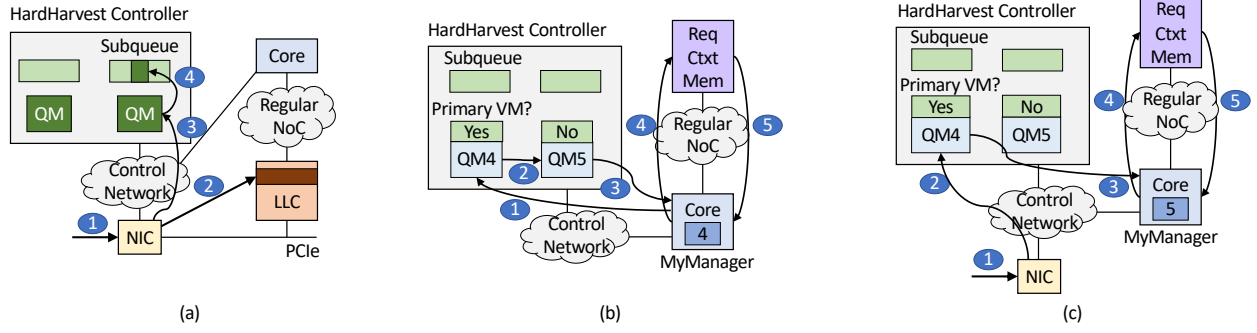 HardHarvest Controller
Subqueue
4
QM
QM
3
Core
Regular
NoC
Control
Network
2
LLC
1
NIC
PCIe
(a)
HardHarvest Controller
Subqueue
Primary VM?
Yes
No
QM4
QM5
2
3
1
Control
Network
Req
Ctxt
Mem
4
Regular
NoC
5
Core
4
MyManager
(b)
HardHarvest Controller
Subqueue
Primary VM?
Yes
No
QM4
QM5
2
3
Control
Network
1
NIC
Req
Ctxt
Mem
4
Regular
NoC
5
Core
5
MyManager
(c)